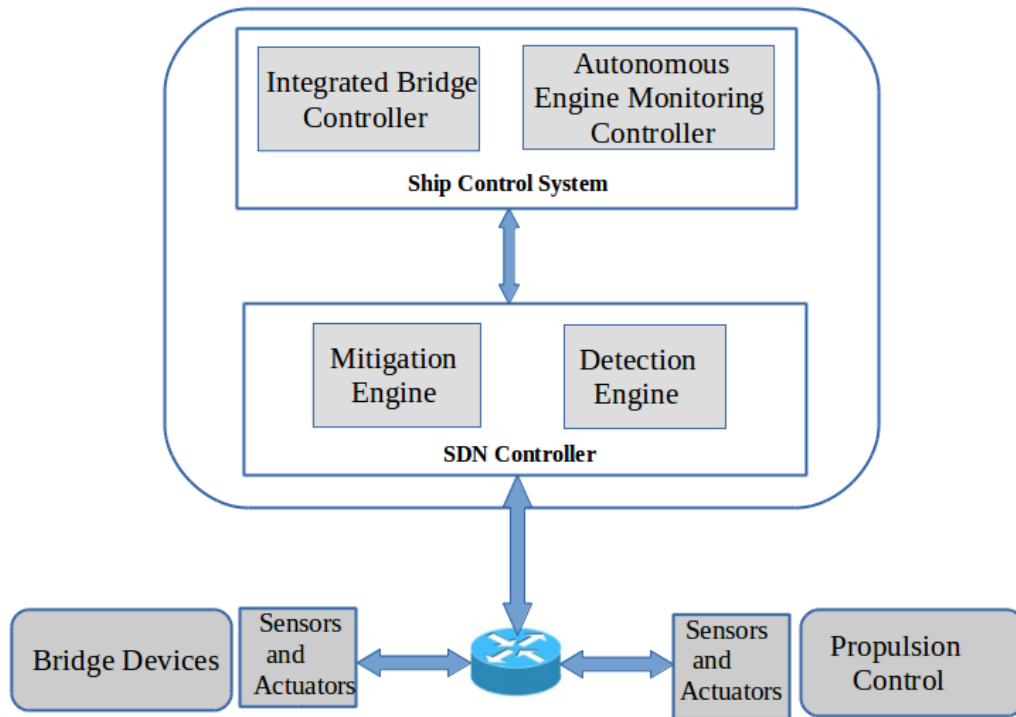 Integrated Bridge
Controller
Autonomous
Engine Monitoring
Controller
Ship Control System
Mitigation
Engine
Detection
Engine
SDN Controller
Bridge Devices
Sensors
and
Actuators
Sensors
and
Actuators
Propulsion
Control